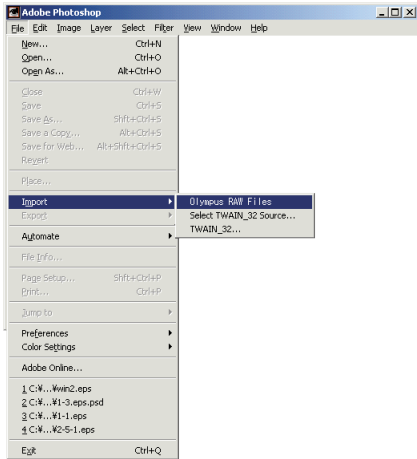 Adobe Photoshop
File Edit Image Layer Select Filter View Window Help
New... Ctrl+N
Open... Ctrl+O
Open As... Alt+Ctrl+O
Close Ctrl+W
Save Ctrl+S
Save As... Shft+Ctrl+S
Save a Copy... Alt+Ctrl+S
Save for Web... Alt+Shft+Ctrl+S
Revert
Place...
Import
Olympus RAW Files
Export
Select TWAIN_32 Source...
TWAIN_32...
Automate
File Info...
Page Setup... Shft+Ctrl+P
Print... Ctrl+P
Jump to
Preferences
Color Settings
Adobe Online...
1 C:¥...¥win2.eps
2 C:¥...¥1-3.eps.psd
3 C:¥...¥1-1.eps
4 C:¥...¥2-5-1.eps
Exit Ctrl+Q